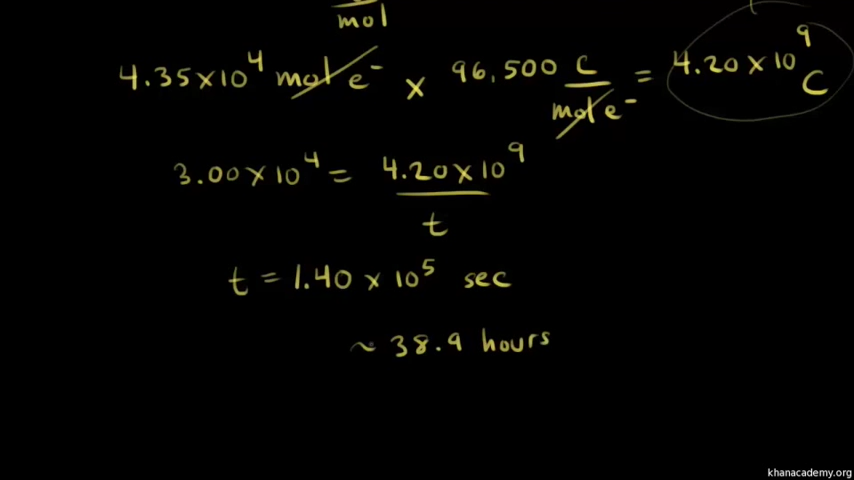 mol
4.35x10^4 mol e^- x 96,500 C/mol e^- = 4.20x10^9 C
3.00x10^4 = 4.20x10^9/t
t = 1.40 x 10^5 sec
~ 38.9 hours
khanacademy.org